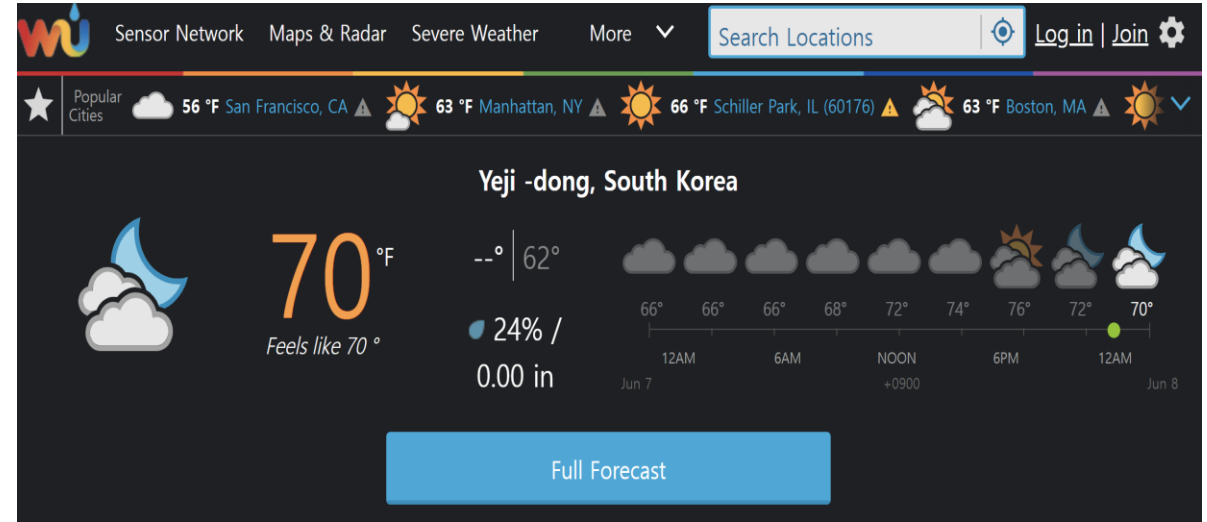 WU Sensor Network Maps & Radar Severe Weather More Search Locations Log in | Join
Popular
Cities
56 °F San Francisco, CA 63 °F Manhattan, NY 66 °F Schiller Park, IL (60176) 63 °F Boston, MA
Yeji -dong, South Korea
70 °F
Feels like 70 °
--° | 62°
24% /
0.00 in
66° 66° 66° 68° 72° 74° 76° 72° 70°
12AM 6AM NOON 6PM 12AM
Jun 7 +0900 Jun 8
Full Forecast